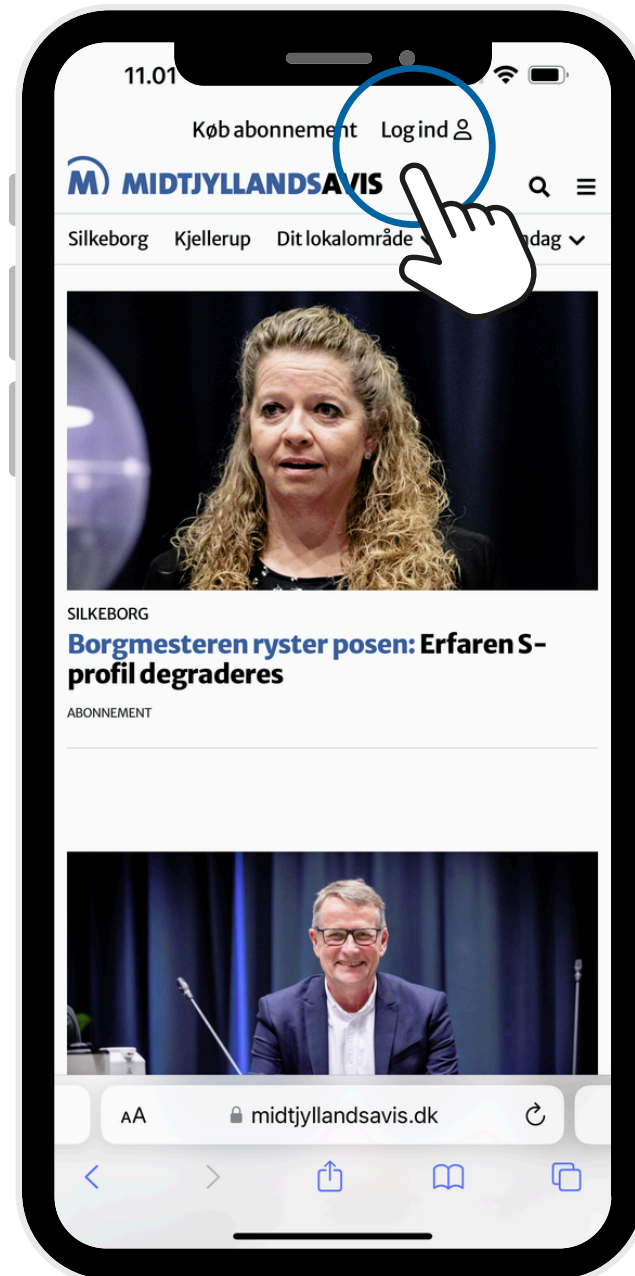 11.01
Køb abonnement Log ind
M MIDTJYLLANDSAVIS
Silkeborg Kjellerup Dit lokalområde ndag
SILKEBORG
Borgmesteren ryster posen: Erfaren S-
profil degraderes
ABONNEMENT
AA midtjyllandsavis.dk